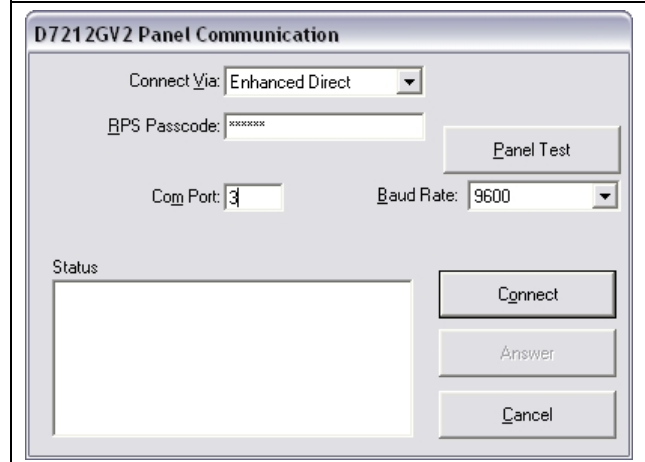 D7212GV2 Panel Communication
Connect Via: Enhanced Direct
RPS Passcode: ******
Panel Test
Com Port: 3 Baud Rate: 9600
Status
Connect
Answer
Cancel